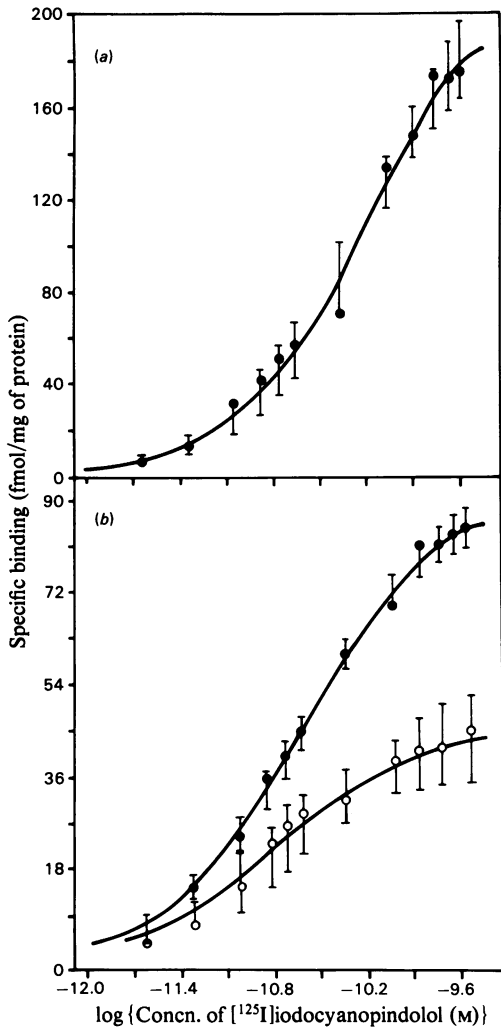 200
(a)
160
120
80
40
0
Specific binding (fmol/mg of protein)
90
(b)
72
54
36
18
0
−12.0 −11.4 −10.8 −10.2 −9.6
log{Concn. of [¹²⁵I]iodocyanopindolol (M)}